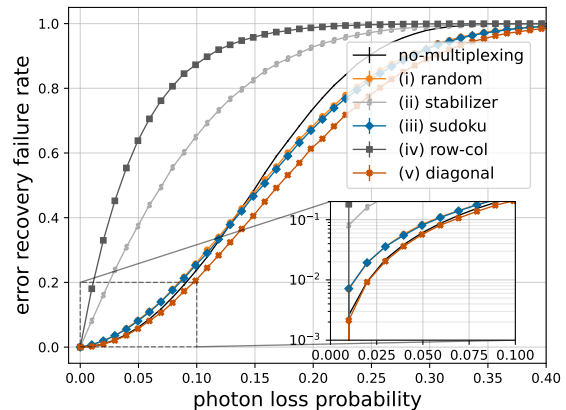 error recovery failure rate
1.0
0.8
0.6
0.4
0.2
0.0
no-multiplexing
(i) random
(ii) stabilizer
(iii) sudoku
(iv) row-col
(v) diagonal
10⁻¹
10⁻²
10⁻³
0.000 0.025 0.050 0.075 0.100
0.00 0.05 0.10 0.15 0.20 0.25 0.30 0.35 0.40
photon loss probability